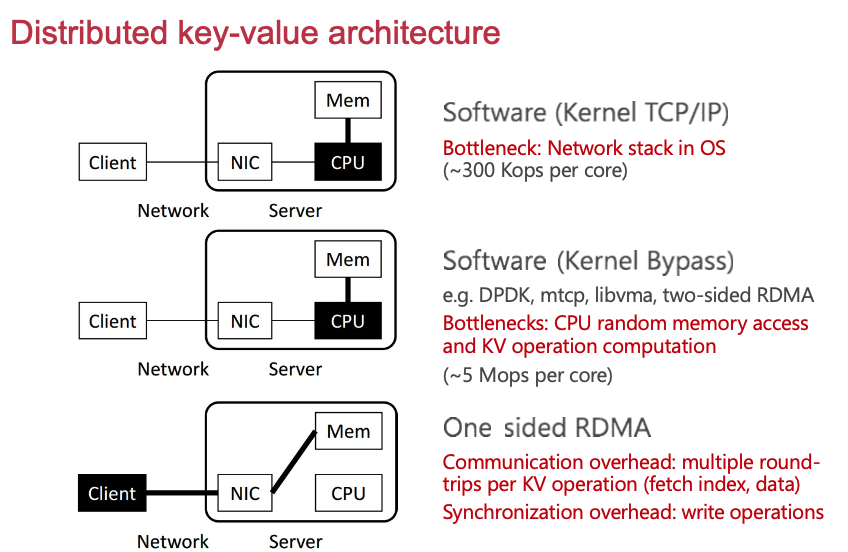 Distributed key-value architecture
Mem
Client
NIC
CPU
Network
Server
Software (Kernel TCP/IP)
Bottleneck: Network stack in OS
(~300 Kops per core)
Mem
Client
NIC
CPU
Network
Server
Software (Kernel Bypass)
e.g. DPDK, mtcp, libvma, two-sided RDMA
Bottlenecks: CPU random memory access
and KV operation computation
(~5 Mops per core)
Mem
Client
NIC
CPU
Network
Server
One sided RDMA
Communication overhead: multiple round-
trips per KV operation (fetch index, data)
Synchronization overhead: write operations